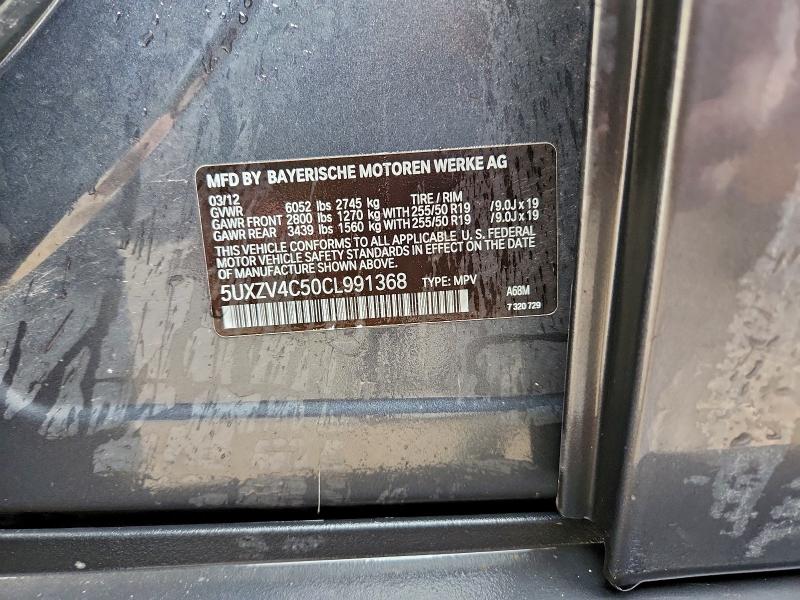 MFD BY BAYERISCHE MOTOREN WERKE AG
03/12
GVWR 6052 lbs 2745 kg TIRE / RIM
GAWR FRONT 2800 lbs 1270 kg WITH 255/50 R19 /9.0J x 19
GAWR REAR 3439 lbs 1560 kg WITH 255/50 R19 /9.0J x 19
THIS VEHICLE CONFORMS TO ALL APPLICABLE U. S. FEDERAL
MOTOR VEHICLE SAFETY STANDARDS IN EFFECT ON THE DATE
OF MANUFACTURE SHOWN ABOVE.
5UXZV4C50CL991368 TYPE: MPV A68M
7 320 729